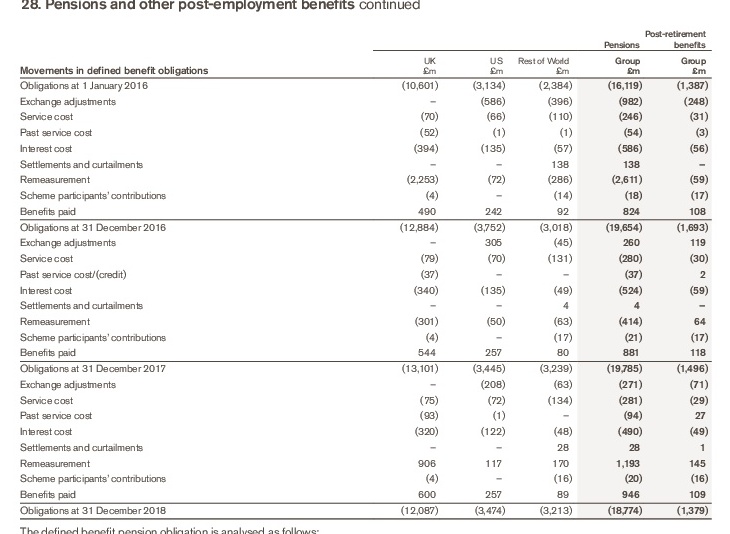 28. Pensions and other post-employment benefits continued
Post-retirement
Pensions benefits
UK US Rest of World Group Group
Movements in defined benefit obligations £m £m £m £m £m
Obligations at 1 January 2016 (10,601) (3,134) (2,384) (16,119) (1,387)
Exchange adjustments – (586) (396) (982) (248)
Service cost (70) (66) (110) (246) (31)
Past service cost (52) (1) (1) (54) (3)
Interest cost (394) (135) (57) (586) (56)
Settlements and curtailments – – 138 138 –
Remeasurement (2,253) (72) (286) (2,611) (59)
Scheme participants' contributions (4) – (14) (18) (17)
Benefits paid 490 242 92 824 108
Obligations at 31 December 2016 (12,884) (3,752) (3,018) (19,654) (1,693)
Exchange adjustments – 305 (45) 260 119
Service cost (79) (70) (131) (280) (30)
Past service cost/(credit) (37) – – (37) 2
Interest cost (340) (135) (49) (524) (59)
Settlements and curtailments – – 4 4 –
Remeasurement (301) (50) (63) (414) 64
Scheme participants' contributions (4) – (17) (21) (17)
Benefits paid 544 257 80 881 118
Obligations at 31 December 2017 (13,101) (3,445) (3,239) (19,785) (1,496)
Exchange adjustments – (208) (63) (271) (71)
Service cost (75) (72) (134) (281) (29)
Past service cost (93) (1) – (94) 27
Interest cost (320) (122) (48) (490) (49)
Settlements and curtailments – – 28 28 1
Remeasurement 906 117 170 1,193 145
Scheme participants' contributions (4) – (16) (20) (16)
Benefits paid 600 257 89 946 109
Obligations at 31 December 2018 (12,087) (3,474) (3,213) (18,774) (1,379)
The defined benefit pension obligation is analysed as follows: